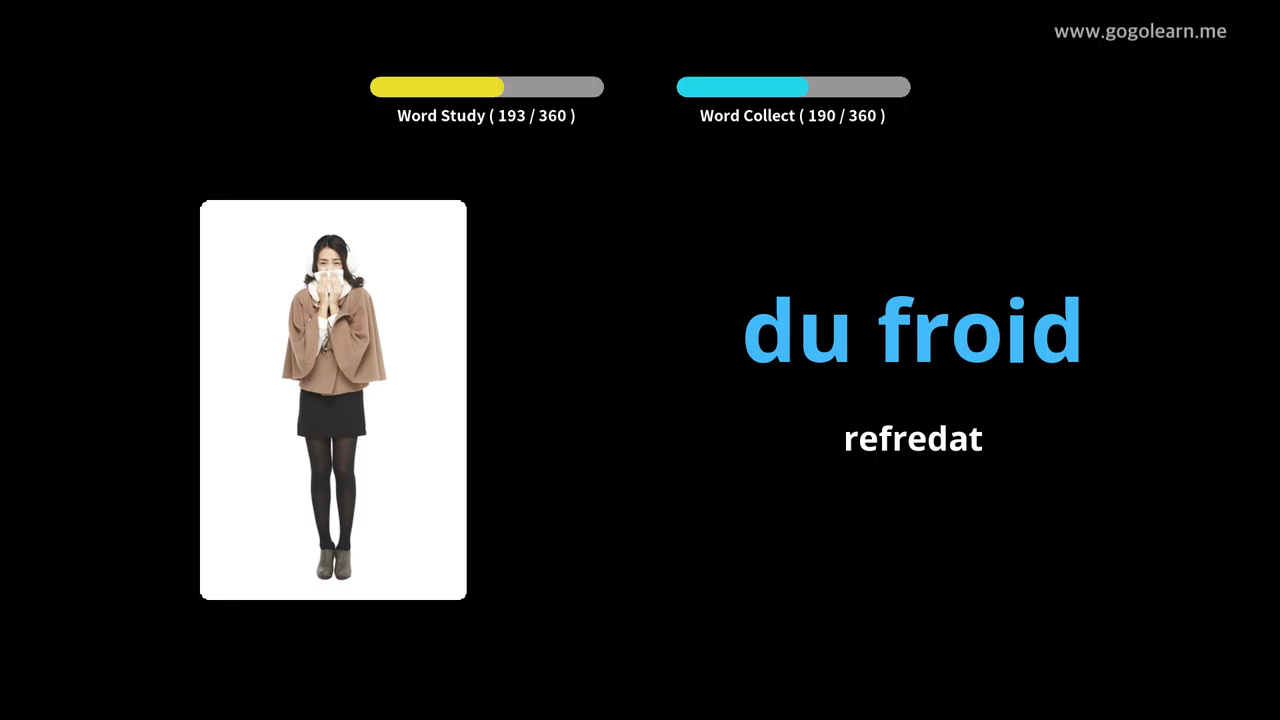 www.gogolearn.me
Word Study ( 193 / 360 )
Word Collect ( 190 / 360 )
du froid
refredat